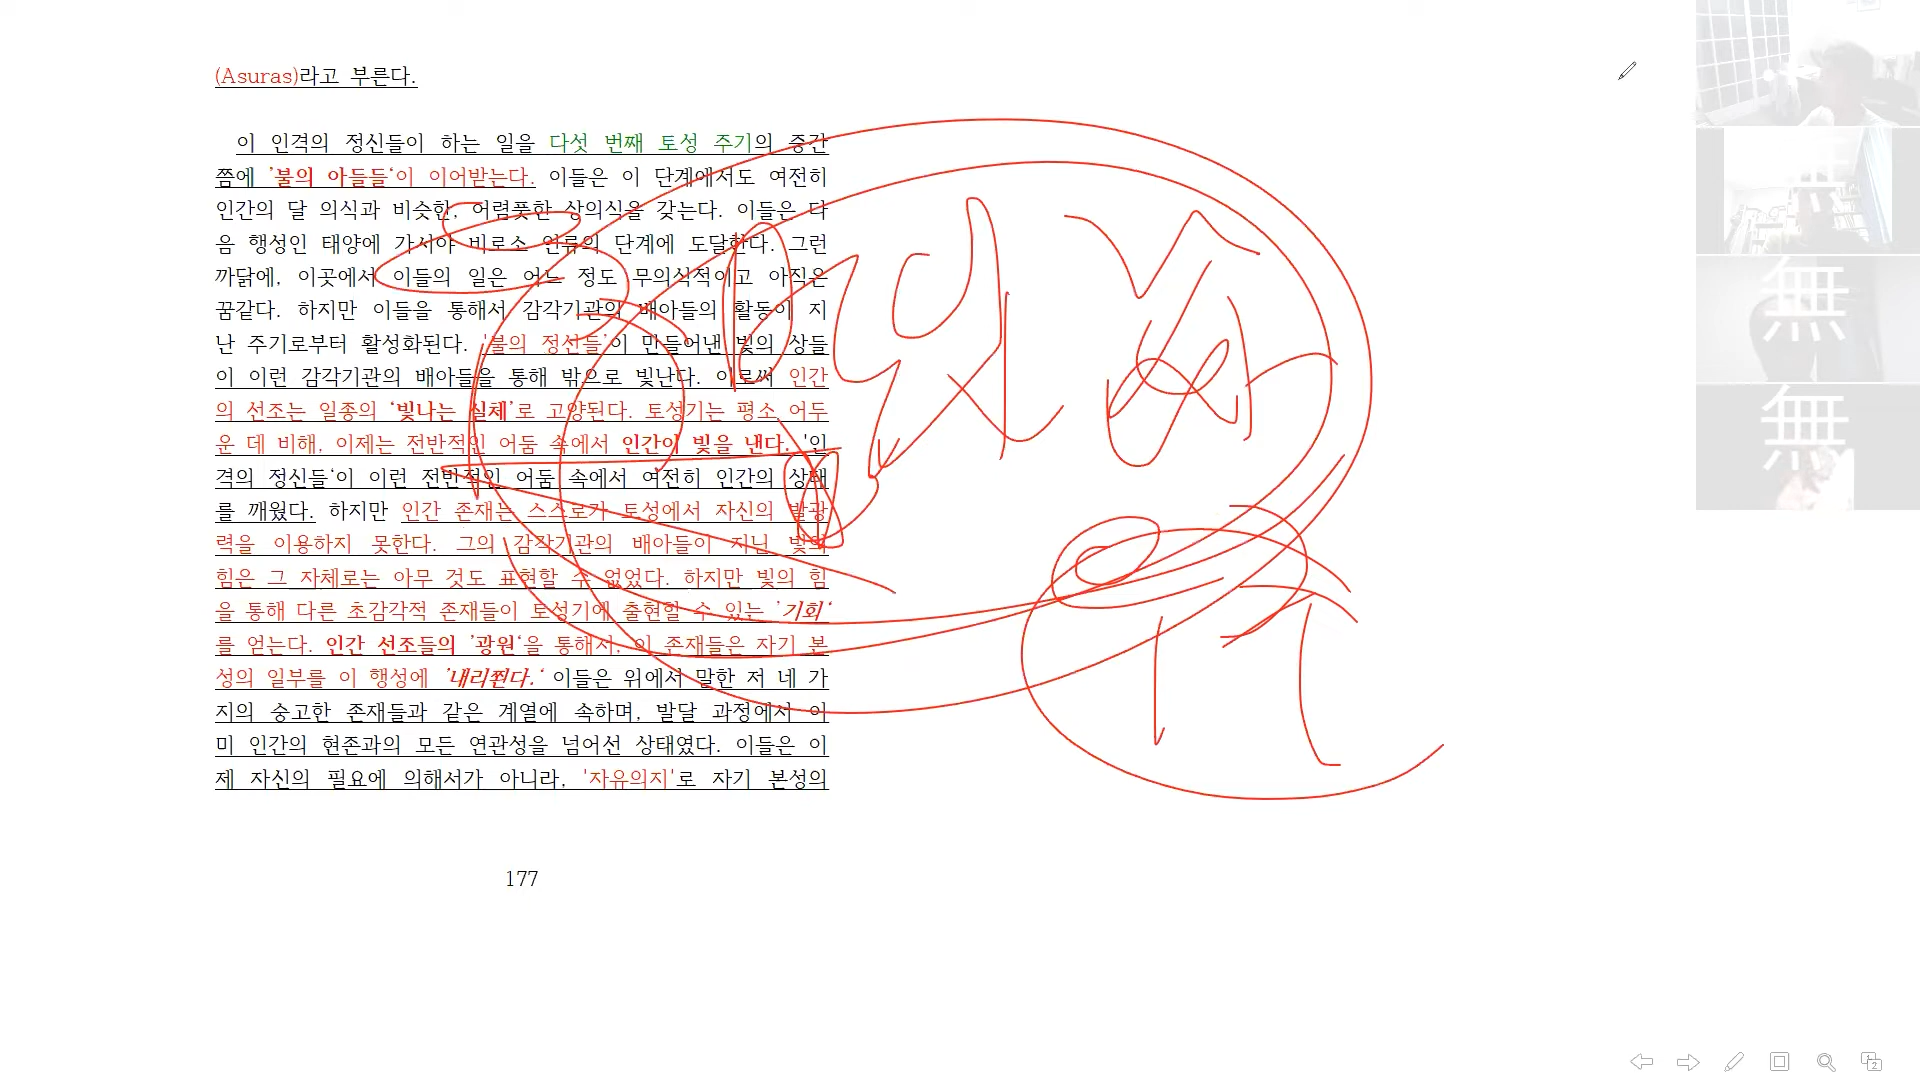 (Asuras)라고 부른다.
이 인격의 정신들이 하는 일을 다섯 번째 토성 주기의 중간
쯤에 '불의 아들들'이 이어받는다. 이들은 이 단계에서도 여전히
인간의 달 의식과 비슷한, 어렴풋한 상의식을 갖는다. 이들은 다
음 행성인 태양에 가서야 비로소 인류의 단계에 도달한다. 그런
까닭에, 이곳에서 이들의 일은 어느 정도 무의식적이고 아직은
꿈같다. 하지만 이들을 통해서 감각기관의 배아들의 활동이 지
난 주기로부터 활성화된다. '불의 정신들'이 만들어낸 빛의 상들
이 이런 감각기관의 배아들을 통해 밖으로 빛난다. 이로써 인간
의 선조는 일종의 '빛나는 실체'로 고양된다. 토성기는 평소 어두
운 데 비해, 이제는 전반적인 어둠 속에서 인간이 빛을 낸다. '인
격의 정신들'이 이런 전반적인 어둠 속에서 여전히 인간의 상태
를 깨웠다. 하지만 인간 존재는 스스로가 토성에서 자신의 발광
력을 이용하지 못한다. 그의 감각기관의 배아들이 지닌 빛의
힘은 그 자체로는 아무 것도 표현할 수 없었다. 하지만 빛의 힘
을 통해 다른 초감각적 존재들이 토성기에 출현할 수 있는 '기회'
를 얻는다. 인간 선조들의 '광원'을 통해서, 이 존재들은 자기 본
성의 일부를 이 행성에 '내리쬔다.' 이들은 위에서 말한 저 네 가
지의 숭고한 존재들과 같은 계열에 속하며, 발달 과정에서 이
미 인간의 현존과의 모든 연관성을 넘어선 상태였다. 이들은 이
제 자신의 필요에 의해서가 아니라, '자유의지'로 자기 본성의
177
無
無